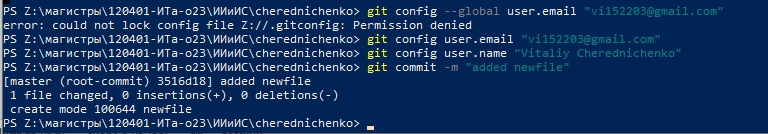 PS Z:\магистры\120401-ИТа-о23\ИИиИС\cherednichenko> git config --global user.email "vi152203@gmail.com"
error: could not lock config file Z://.gitconfig: Permission denied
PS Z:\магистры\120401-ИТа-о23\ИИиИС\cherednichenko> git config user.email "vi152203@gmail.com"
PS Z:\магистры\120401-ИТа-о23\ИИиИС\cherednichenko> git config user.name "Vitaliy Cherednichenko"
PS Z:\магистры\120401-ИТа-о23\ИИиИС\cherednichenko> git commit -m "added newfile"
[master (root-commit) 3516d18] added newfile
 1 file changed, 0 insertions(+), 0 deletions(-)
 create mode 100644 newfile
PS Z:\магистры\120401-ИТа-о23\ИИиИС\cherednichenko>